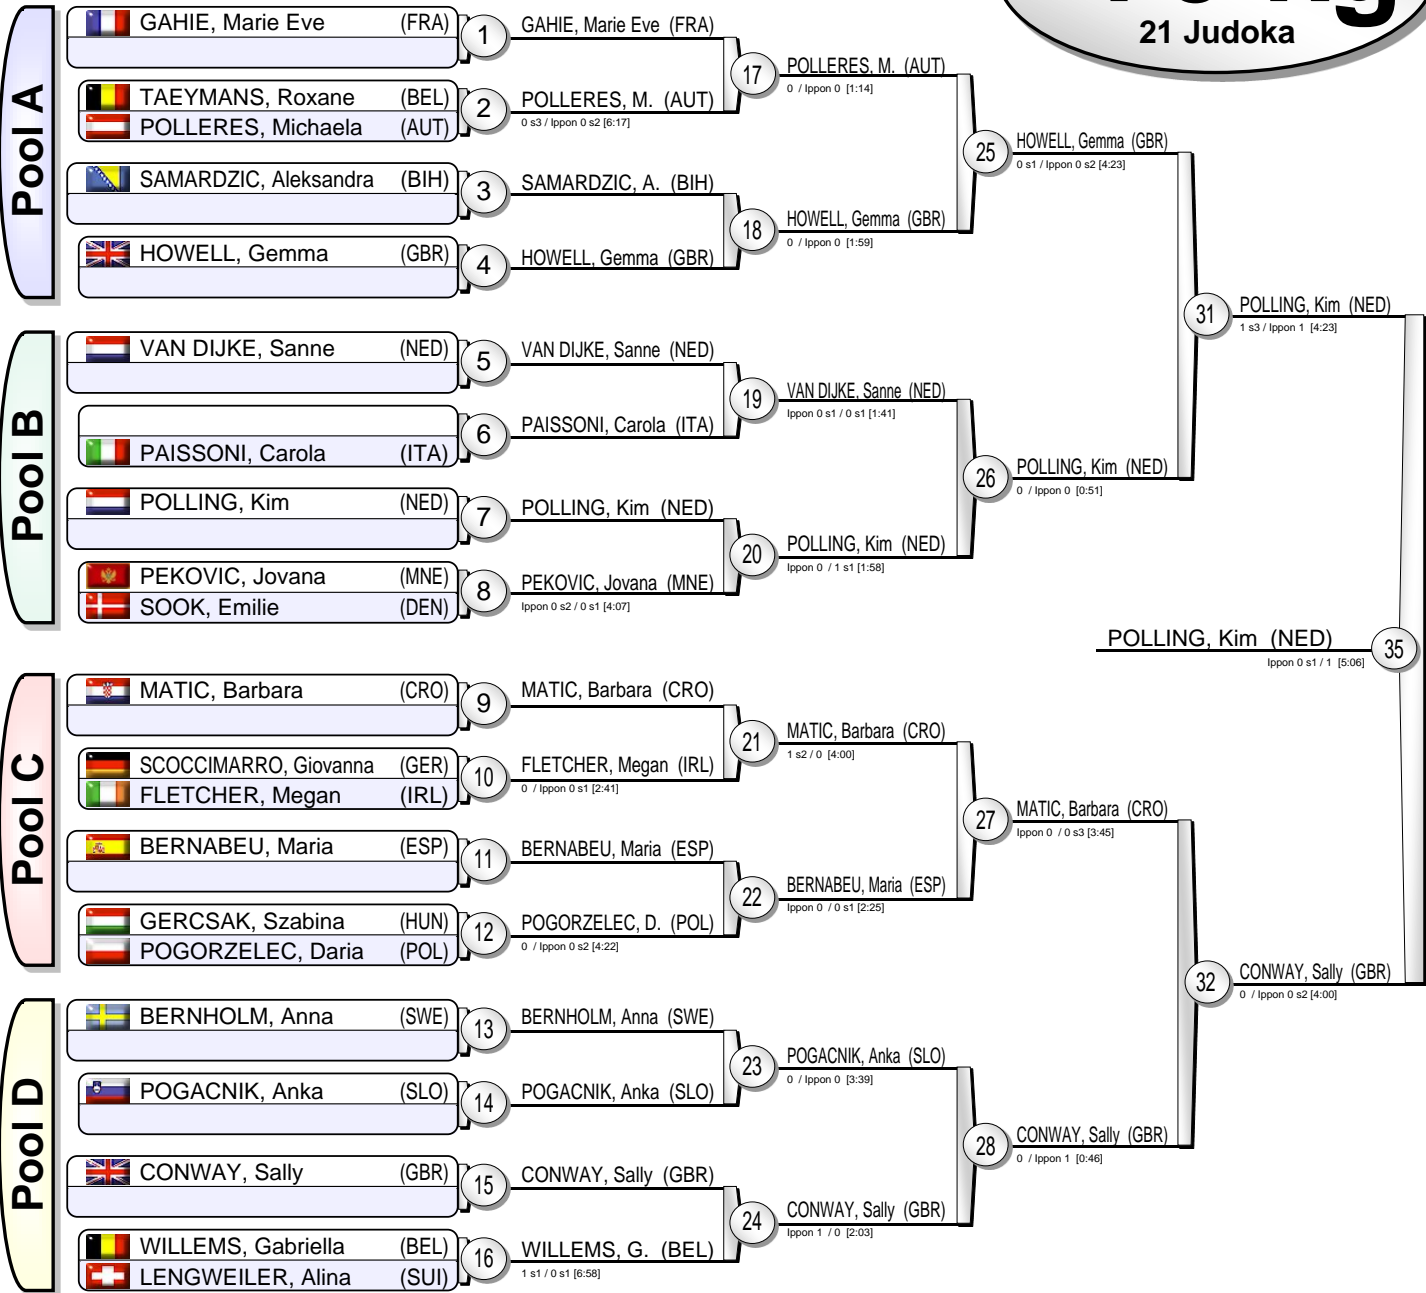 21 Judoka
Pool A
GAHIE, Marie Eve (FRA)
TAEYMANS, Roxane (BEL)
POLLERES, Michaela (AUT)
SAMARDZIC, Aleksandra (BIH)
HOWELL, Gemma (GBR)
Pool B
VAN DIJKE, Sanne (NED)
PAISSONI, Carola (ITA)
POLLING, Kim (NED)
PEKOVIC, Jovana (MNE)
SOOK, Emilie (DEN)
Pool C
MATIC, Barbara (CRO)
SCOCCIMARRO, Giovanna (GER)
FLETCHER, Megan (IRL)
BERNABEU, Maria (ESP)
GERCSAK, Szabina (HUN)
POGORZELEC, Daria (POL)
Pool D
BERNHOLM, Anna (SWE)
POGACNIK, Anka (SLO)
CONWAY, Sally (GBR)
WILLEMS, Gabriella (BEL)
LENGWEILER, Alina (SUI)
1 GAHIE, Marie Eve (FRA)
2 POLLERES, M. (AUT)
0 s3 / Ippon 0 s2 [6:17]
3 SAMARDZIC, A. (BIH)
4 HOWELL, Gemma (GBR)
5 VAN DIJKE, Sanne (NED)
6 PAISSONI, Carola (ITA)
7 POLLING, Kim (NED)
8 PEKOVIC, Jovana (MNE)
Ippon 0 s2 / 0 s1 [4:07]
9 MATIC, Barbara (CRO)
10 FLETCHER, Megan (IRL)
0 / Ippon 0 s1 [2:41]
11 BERNABEU, Maria (ESP)
12 POGORZELEC, D. (POL)
0 / Ippon 0 s2 [4:22]
13 BERNHOLM, Anna (SWE)
14 POGACNIK, Anka (SLO)
15 CONWAY, Sally (GBR)
16 WILLEMS, G. (BEL)
1 s1 / 0 s1 [6:58]
17 POLLERES, M. (AUT)
0 / Ippon 0 [1:14]
18 HOWELL, Gemma (GBR)
0 / Ippon 0 [1:59]
19 VAN DIJKE, Sanne (NED)
Ippon 0 s1 / 0 s1 [1:41]
20 POLLING, Kim (NED)
Ippon 0 / 1 s1 [1:58]
21 MATIC, Barbara (CRO)
1 s2 / 0 [4:00]
22 BERNABEU, Maria (ESP)
Ippon 0 / 0 s1 [2:25]
23 POGACNIK, Anka (SLO)
0 / Ippon 0 [3:39]
24 CONWAY, Sally (GBR)
Ippon 1 / 0 [2:03]
25 HOWELL, Gemma (GBR)
0 s1 / Ippon 0 s2 [4:23]
26 POLLING, Kim (NED)
0 / Ippon 0 [0:51]
27 MATIC, Barbara (CRO)
Ippon 0 / 0 s3 [3:45]
28 CONWAY, Sally (GBR)
0 / Ippon 1 [0:46]
31 POLLING, Kim (NED)
1 s3 / Ippon 1 [4:23]
32 CONWAY, Sally (GBR)
0 / Ippon 0 s2 [4:00]
POLLING, Kim (NED) 35
Ippon 0 s1 / 1 [5:06]